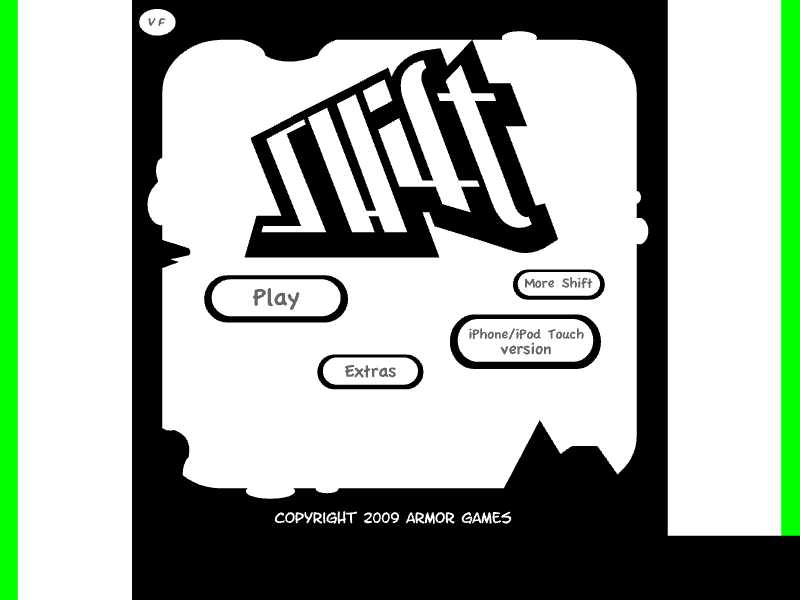 VF
Shift
Play
More Shift
iPhone/iPod Touch
version
Extras
COPYRIGHT 2009 ARMOR GAMES